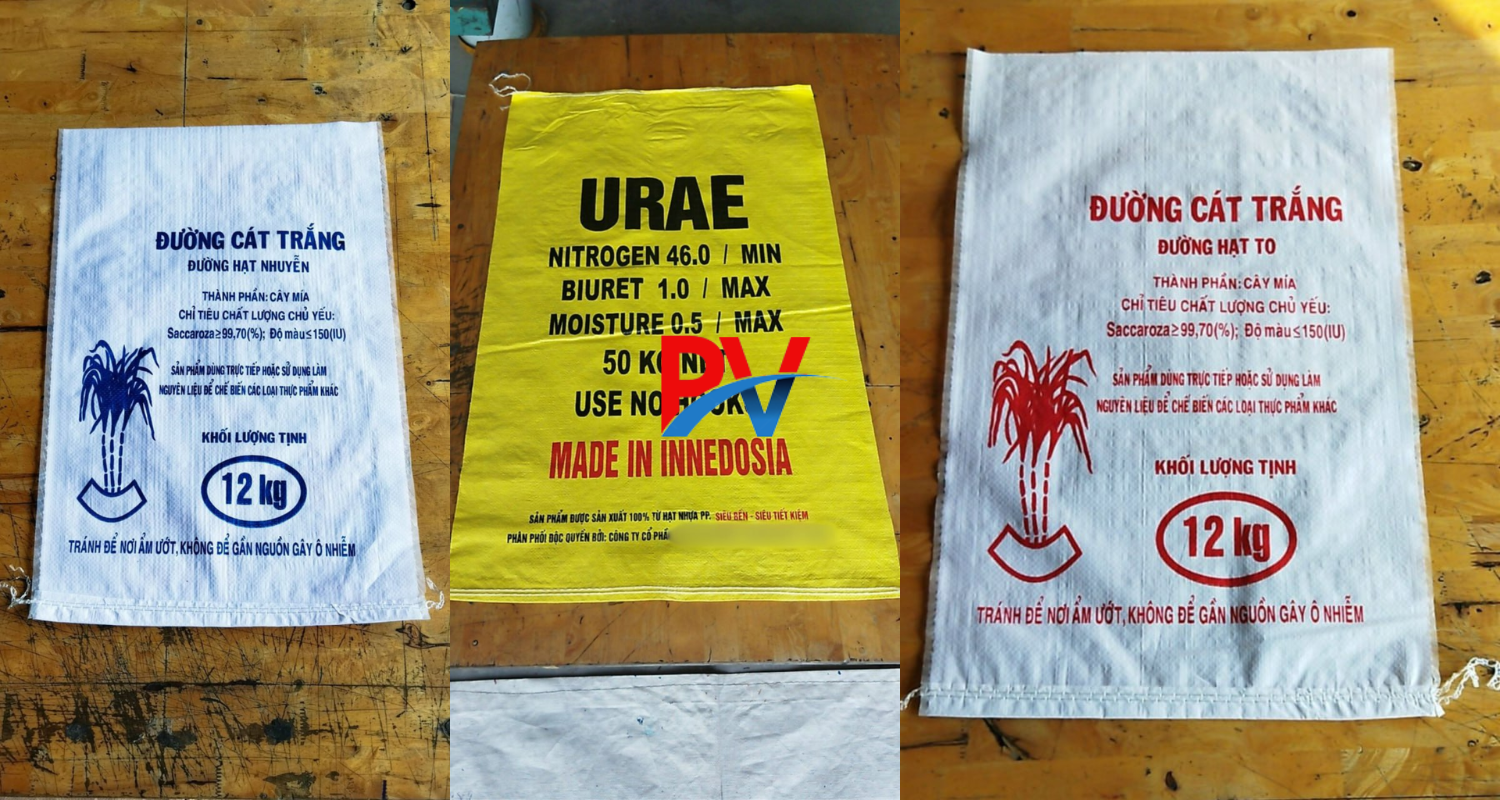 ĐƯỜNG CÁT TRẮNG
ĐƯỜNG HẠT NHUYỄN
THÀNH PHẦN: CÂY MÍA
CHỈ TIÊU CHẤT LƯỢNG CHỦ YẾU:
Saccaroza≥99,70(%); Độ màu≤150(IU)
SẢN PHẨM DÙNG TRỰC TIẾP HOẶC SỬ DỤNG LÀM
NGUYÊN LIỆU ĐỂ CHẾ BIẾN CÁC LOẠI THỰC PHẨM KHÁC
KHỐI LƯỢNG TỊNH
12 kg
TRÁNH ĐỂ NƠI ẨM ƯỚT, KHÔNG ĐỂ GẦN NGUỒN GÂY Ô NHIỄM
URAE
NITROGEN 46.0 / MIN
BIURET 1.0 / MAX
MOISTURE 0.5 / MAX
50 KG
USE NO
PV
MADE IN INNEDOSIA
SẢN PHẨM ĐƯỢC SẢN XUẤT 100% TỪ HẠT NHỰA PP. SIÊU BỀN - SIÊU TIẾT KIỆM
PHÂN PHỐI ĐỘC QUYỀN BỞI: CÔNG TY CỔ PHẦ
ĐƯỜNG CÁT TRẮNG
ĐƯỜNG HẠT TO
THÀNH PHẦN: CÂY MÍA
CHỈ TIÊU CHẤT LƯỢNG CHỦ YẾU:
Saccaroza≥99,70(%); Độ màu≤150(IU)
SẢN PHẨM DÙNG TRỰC TIẾP HOẶC SỬ DỤNG LÀM
NGUYÊN LIỆU ĐỂ CHẾ BIẾN CÁC LOẠI THỰC PHẨM KHÁC
KHỐI LƯỢNG TỊNH
12 kg
TRÁNH ĐỂ NƠI ẨM ƯỚT, KHÔNG ĐỂ GẦN NGUỒN GÂY Ô NHIỄM